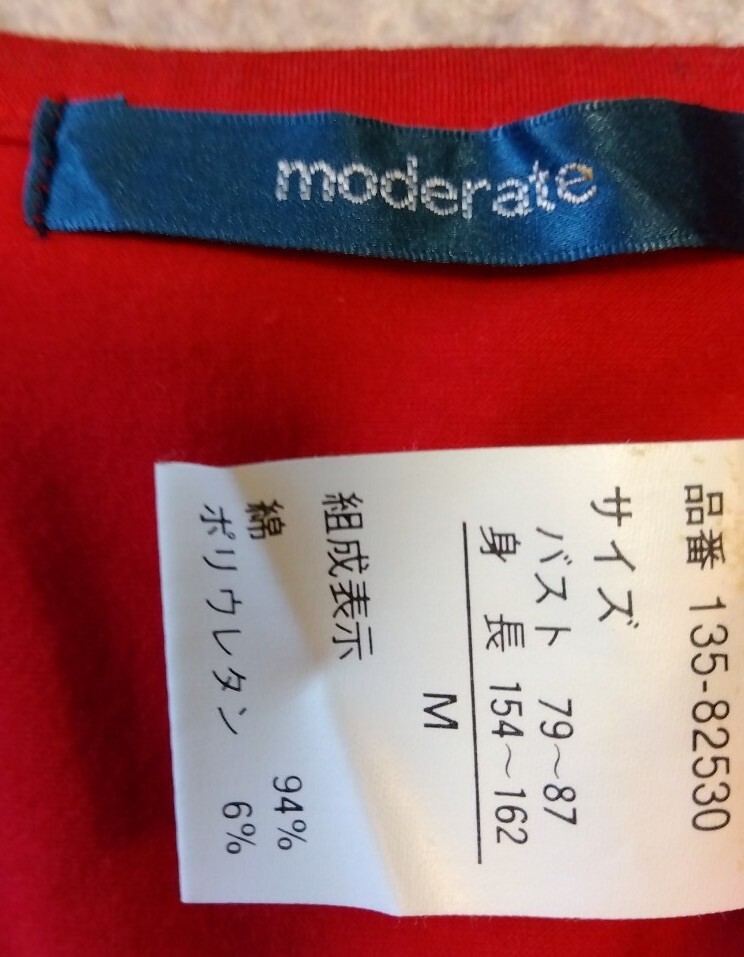 moderate
品番 135-82530
サイズ
バスト 79～87
身 長 154～162
M
組成表示
綿 94%
ポリウレタン 6%